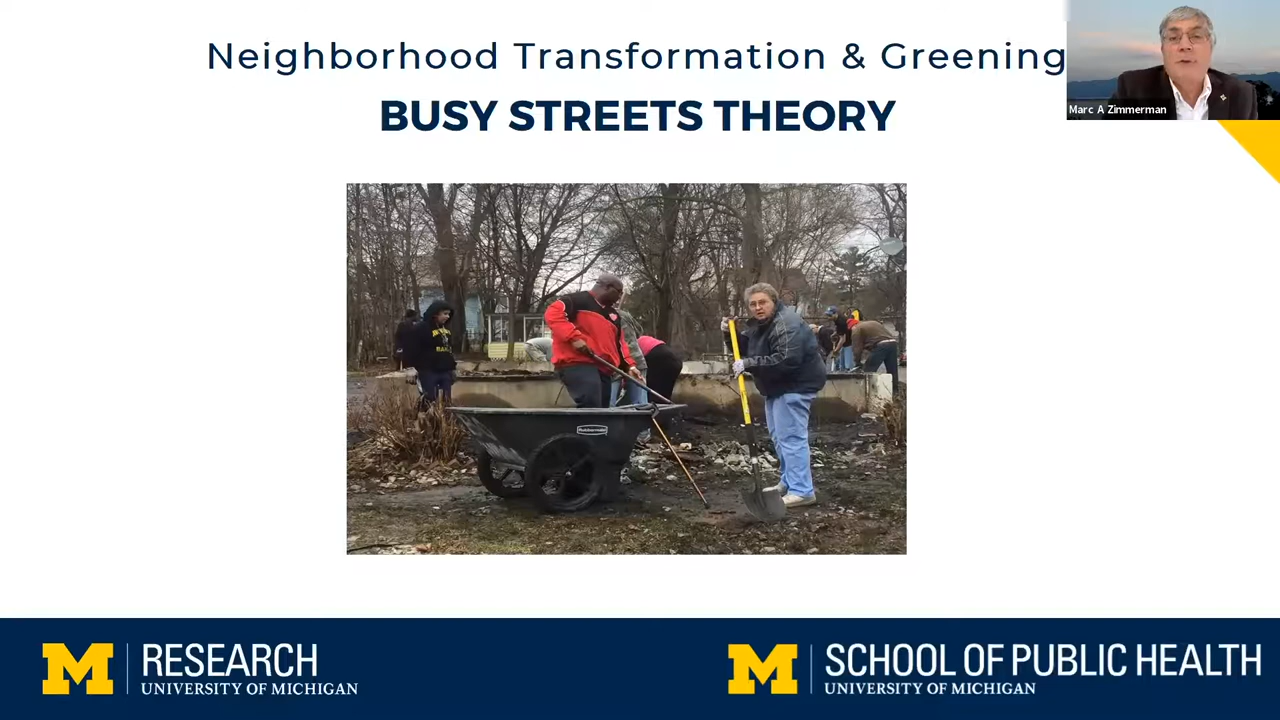 Neighborhood Transformation & Greening
BUSY STREETS THEORY
Marc A Zimmerman
Rubbermaid
M RESEARCH
UNIVERSITY OF MICHIGAN
M SCHOOL OF PUBLIC HEALTH
UNIVERSITY OF MICHIGAN